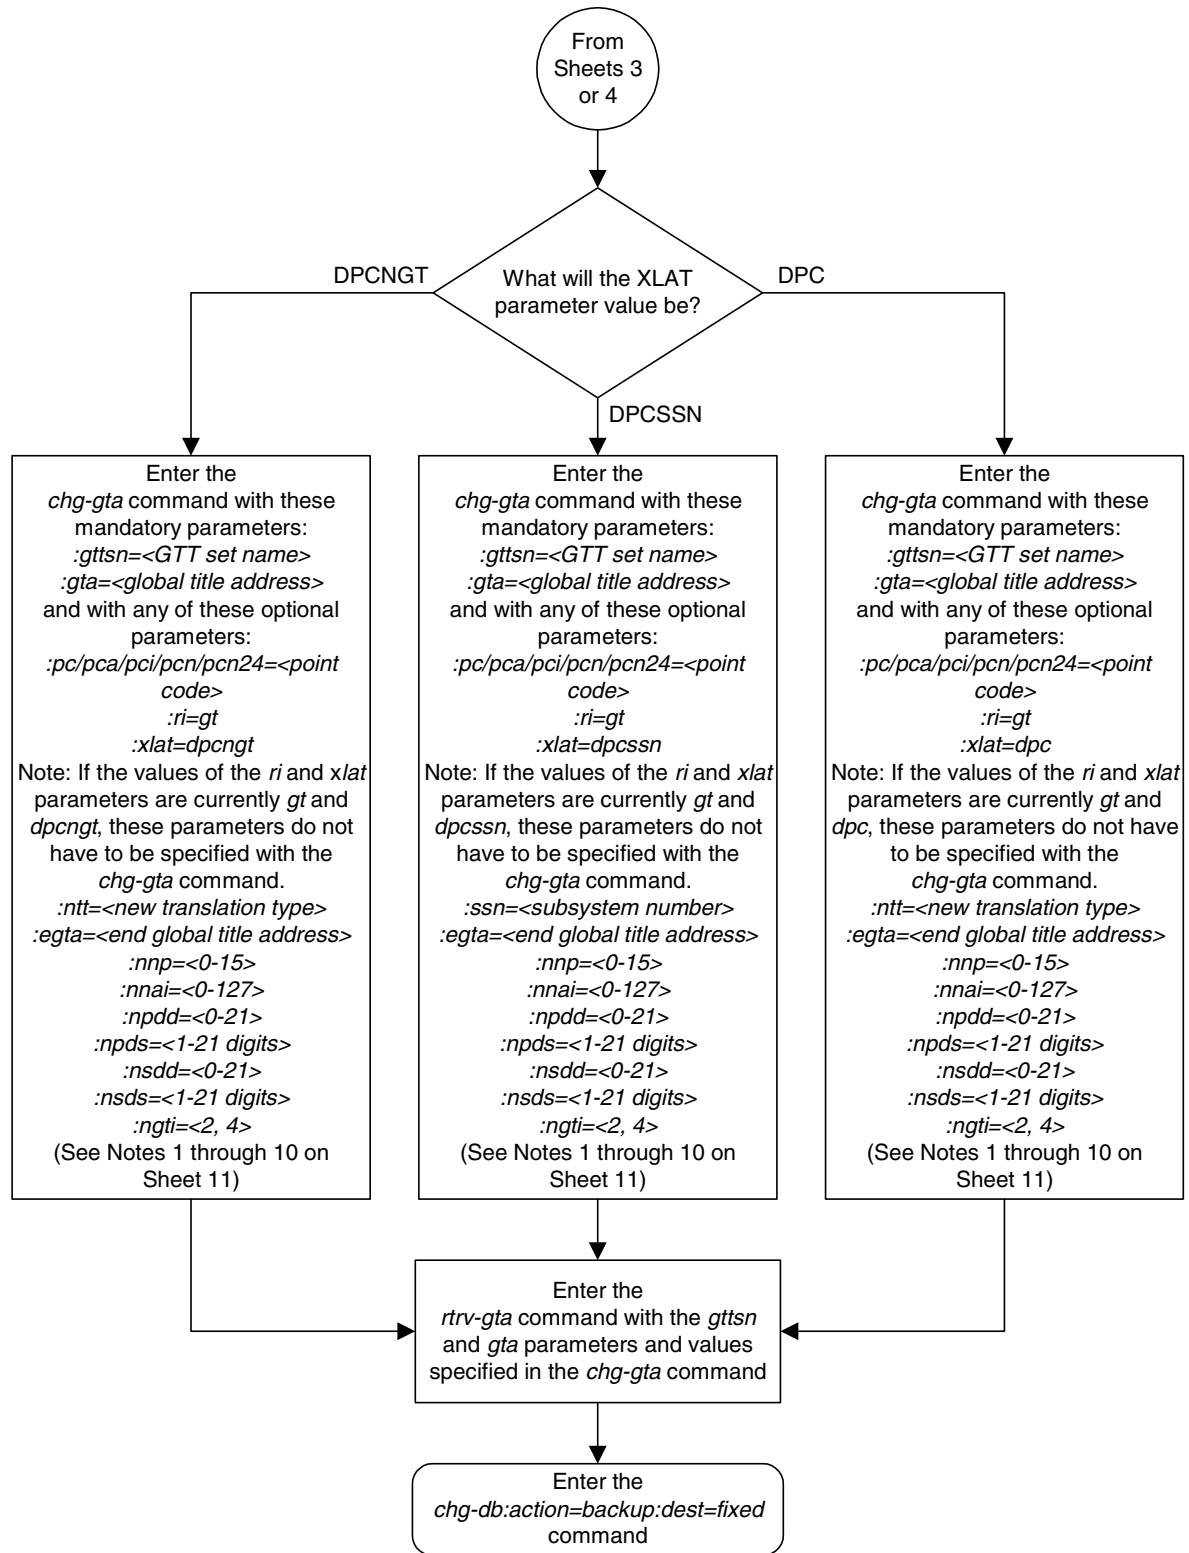 From
Sheets 3
or 4
What will the XLAT
parameter value be?
DPCNGT
DPC
DPCSSN
Enter the
chg-gta command with these
mandatory parameters:
:gttsn=<GTT set name>
:gta=<global title address>
and with any of these optional
parameters:
:pc/pca/pci/pcn/pcn24=<point
code>
:ri=gt
:xlat=dpcngt
Note: If the values of the ri and xlat
parameters are currently gt and
dpcngt, these parameters do not
have to be specified with the
chg-gta command.
:ntt=<new translation type>
:egta=<end global title address>
:nnp=<0-15>
:nnai=<0-127>
:npdd=<0-21>
:npds=<1-21 digits>
:nsdd=<0-21>
:nsds=<1-21 digits>
:ngti=<2, 4>
(See Notes 1 through 10 on
Sheet 11)
Enter the
chg-gta command with these
mandatory parameters:
:gttsn=<GTT set name>
:gta=<global title address>
and with any of these optional
parameters:
:pc/pca/pci/pcn/pcn24=<point
code>
:ri=gt
:xlat=dpcssn
Note: If the values of the ri and xlat
parameters are currently gt and
dpcssn, these parameters do not
have to be specified with the
chg-gta command.
:ssn=<subsystem number>
:egta=<end global title address>
:nnp=<0-15>
:nnai=<0-127>
:npdd=<0-21>
:npds=<1-21 digits>
:nsdd=<0-21>
:nsds=<1-21 digits>
:ngti=<2, 4>
(See Notes 1 through 10 on
Sheet 11)
Enter the
chg-gta command with these
mandatory parameters:
:gttsn=<GTT set name>
:gta=<global title address>
and with any of these optional
parameters:
:pc/pca/pci/pcn/pcn24=<point
code>
:ri=gt
:xlat=dpc
Note: If the values of the ri and xlat
parameters are currently gt and
dpc, these parameters do not have
to be specified with the
chg-gta command.
:ntt=<new translation type>
:egta=<end global title address>
:nnp=<0-15>
:nnai=<0-127>
:npdd=<0-21>
:npds=<1-21 digits>
:nsdd=<0-21>
:nsds=<1-21 digits>
:ngti=<2, 4>
(See Notes 1 through 10 on
Sheet 11)
Enter the
rtrv-gta command with the gttsn
and gta parameters and values
specified in the chg-gta command
Enter the
chg-db:action=backup:dest=fixed
command